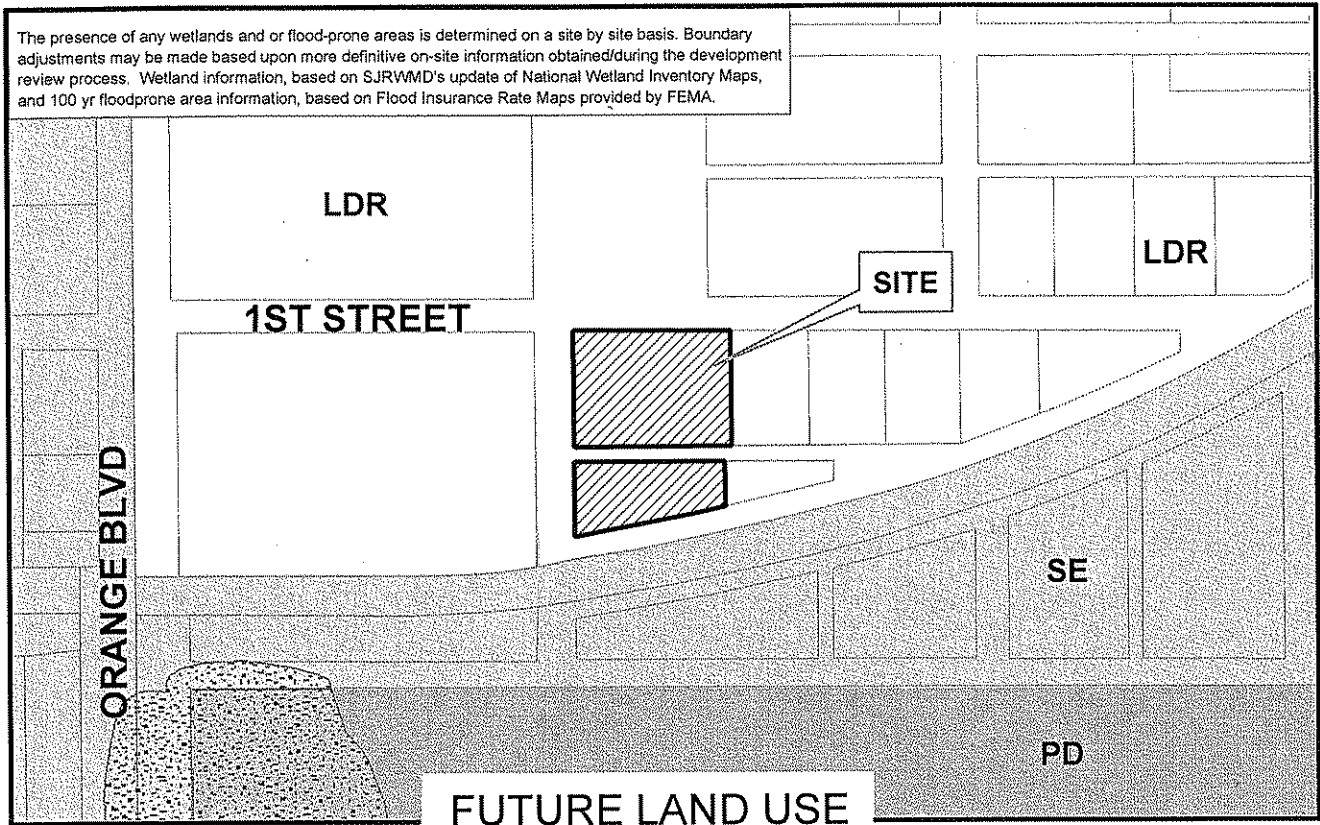 The presence of any wetlands and or flood-prone areas is determined on a site by site basis. Boundary
adjustments may be made based upon more definitive on-site information obtained/during the development
review process. Wetland information, based on SJRWMD's update of National Wetland Inventory Maps,
and 100 yr floodprone area information, based on Flood Insurance Rate Maps provided by FEMA.
LDR
LDR
SITE
1ST STREET
ORANGE BLVD
SE
PD
FUTURE LAND USE